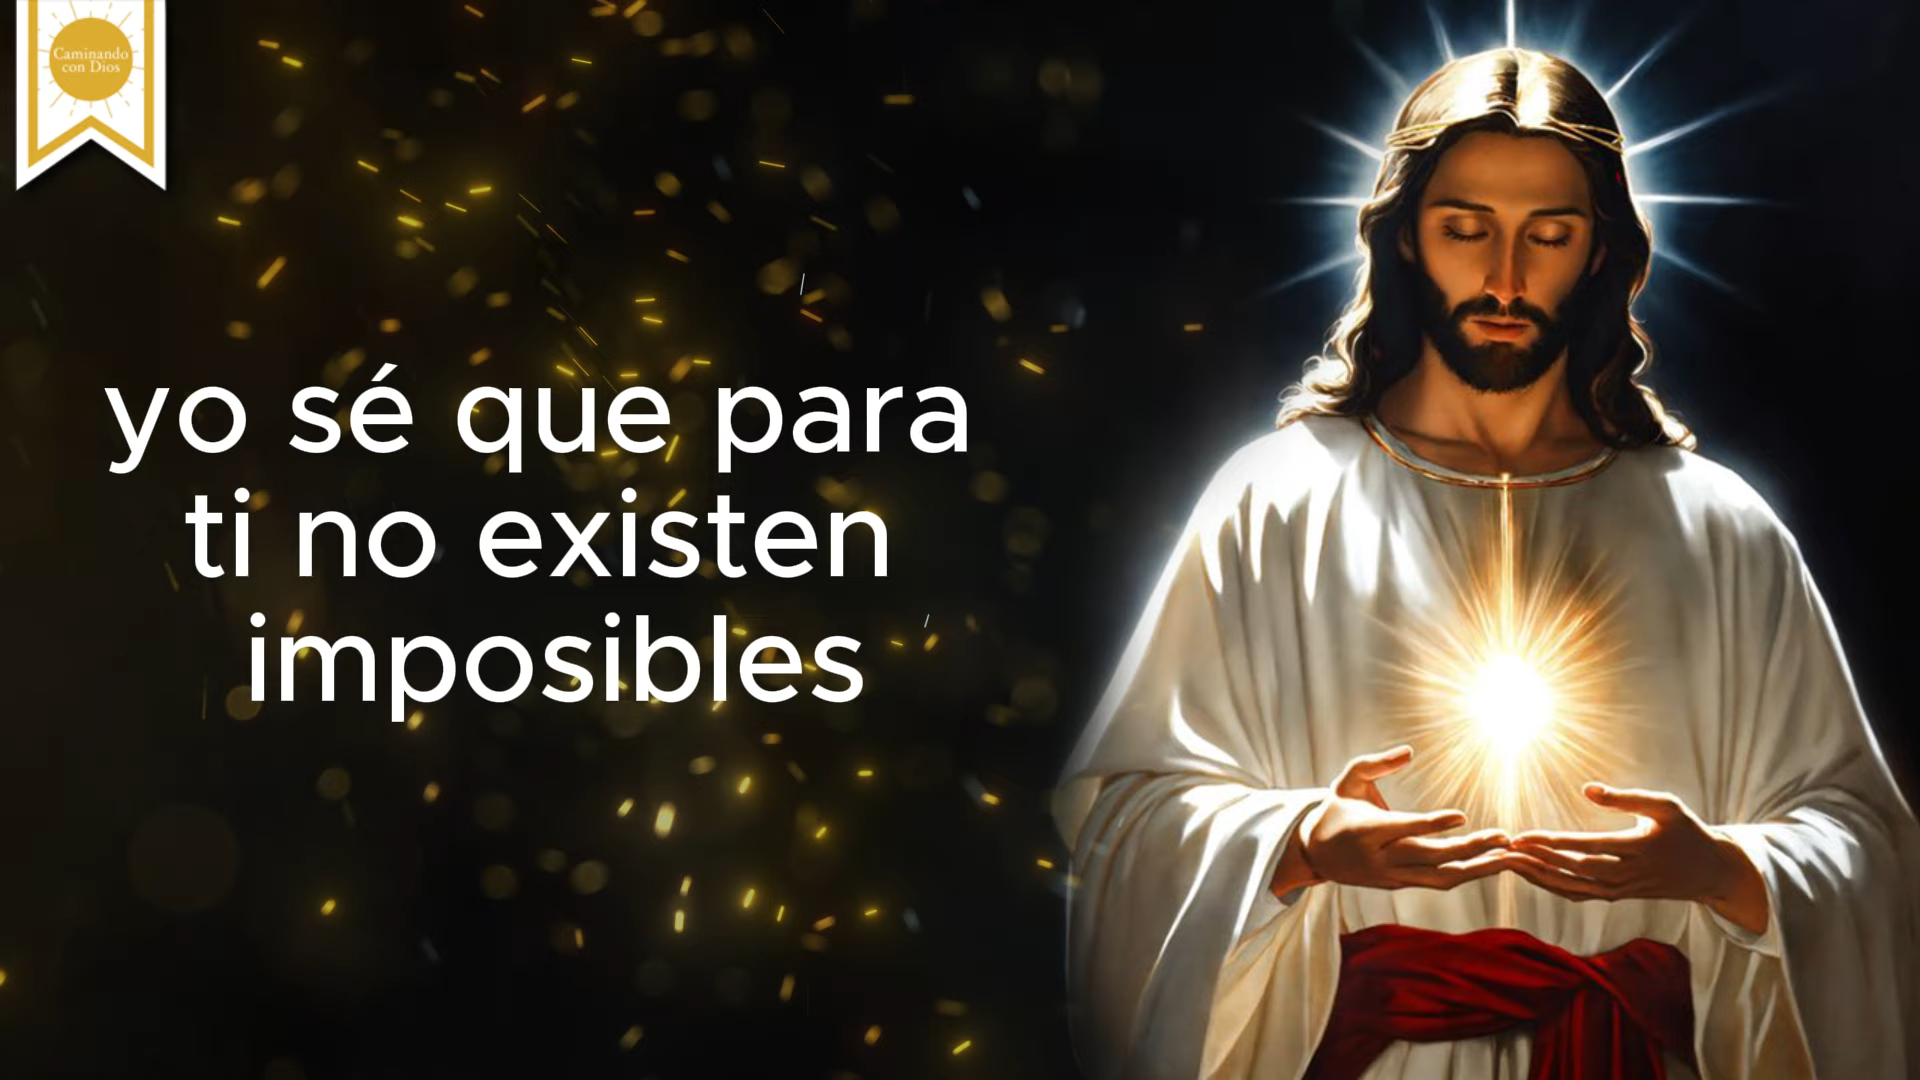 Caminando
con Dios
yo sé que para
ti no existen
imposibles